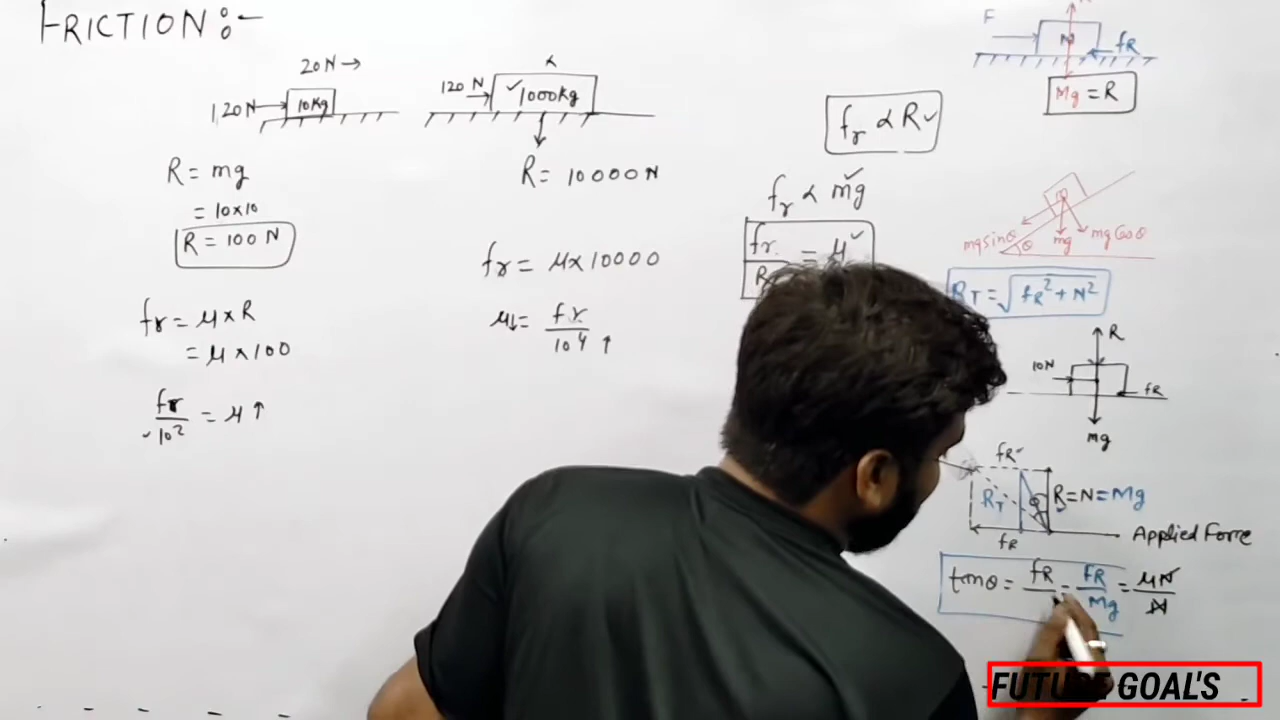 FRICTION:-
20N →
120N →
10Kg
R = mg
= 10×10
R = 100 N
fr = μ×R
= μ×100
fr/10² = μ ↑
α
120 N
✓1000kg
R = 10000N
fr = μ×10000
μ↓ = fr/10⁴ ↑
fr α R✓
fr α mg
fr/R = μ✓
F
fR
Mg = R
m
mgsinθ
θ
mg
mgCosθ
RT = √fR²+N²
R
10N
fR
mg
fR
RT
θ
R=N=Mg
fR
Applied Force
tanθ = fR/ = FR/Mg = μN/N
FUTURE GOAL'S